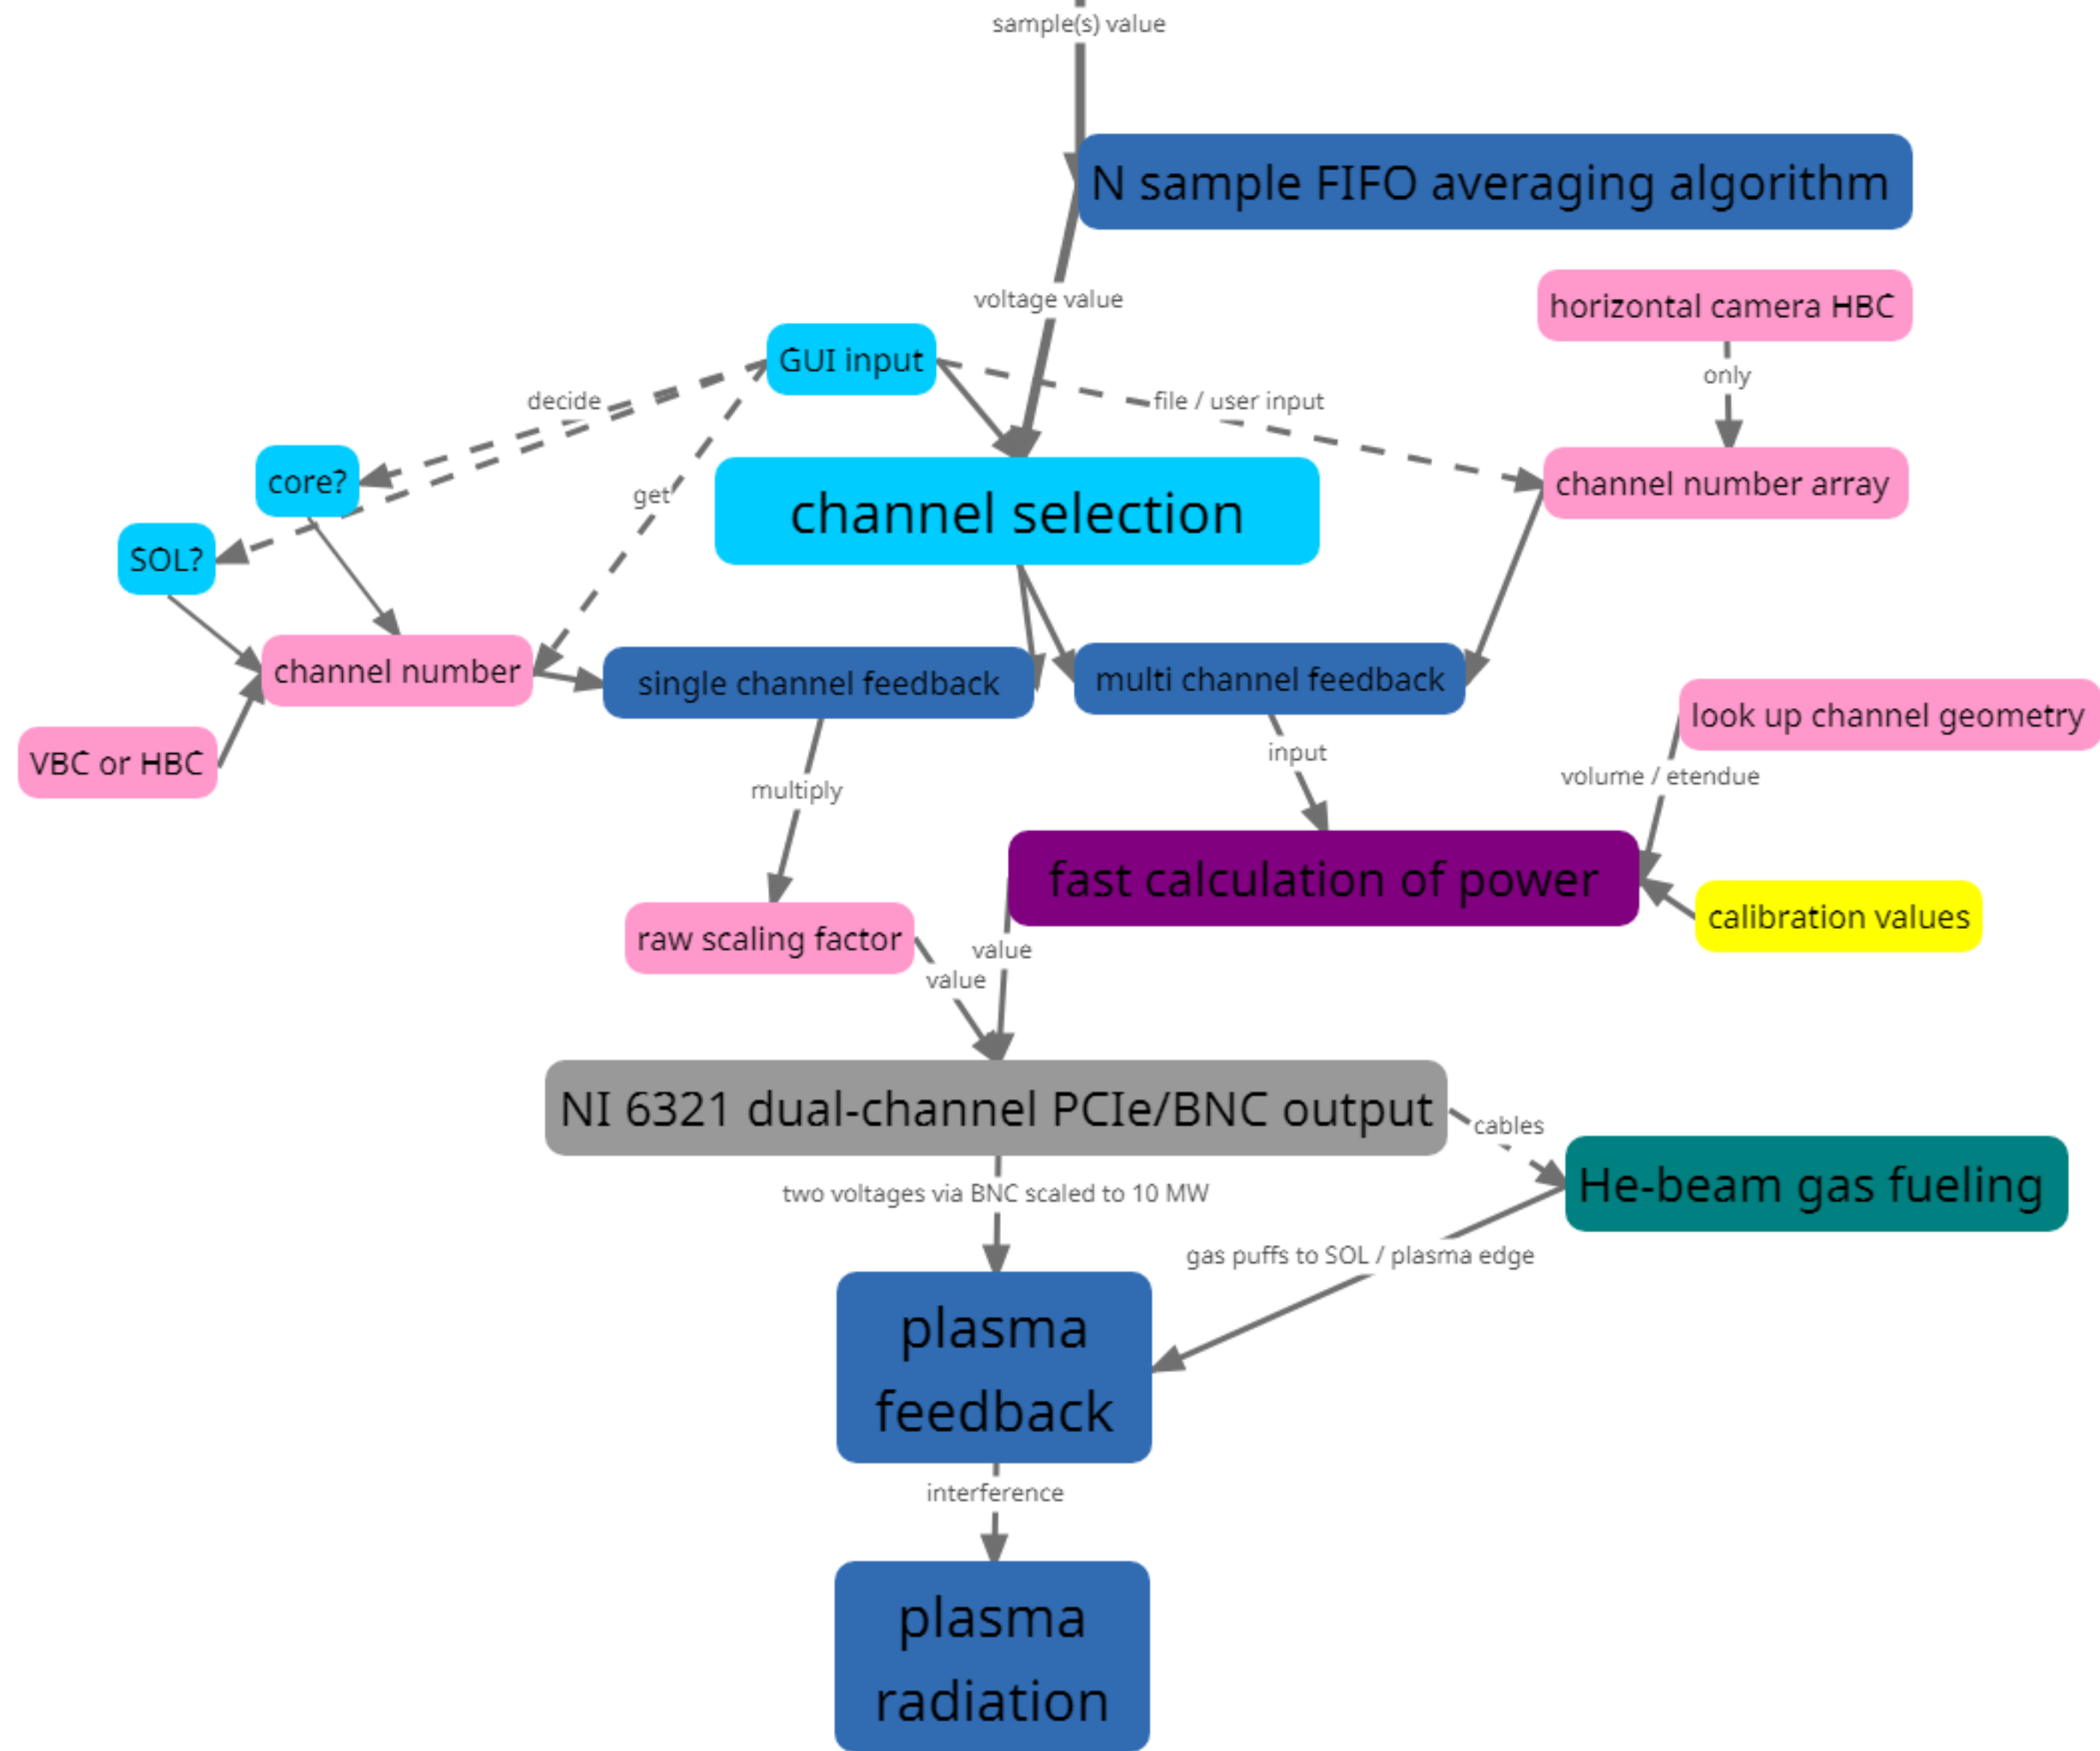 sample(s) value
N sample FIFO averaging algorithm
voltage value
horizontal camera HBC
GUI input
only
decide
file / user input
core?
get
channel selection
channel number array
SOL?
channel number
single channel feedback
multi channel feedback
look up channel geometry
VBC or HBC
input
volume / etendue
multiply
fast calculation of power
calibration values
raw scaling factor
value
value
NI 6321 dual-channel PCIe/BNC output
cables
two voltages via BNC scaled to 10 MW
He-beam gas fueling
gas puffs to SOL / plasma edge
plasma
feedback
interference
plasma
radiation